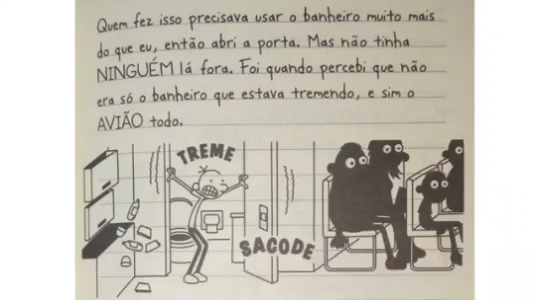 Quem fez isso precisava usar o banheiro muito mais
do que eu, então abri a porta. Mas não tinha
NINGUÉM lá fora. Foi quando percebi que não
era só o banheiro que estava tremendo, e sim o
AVIÃO todo.
TREME
SACODE